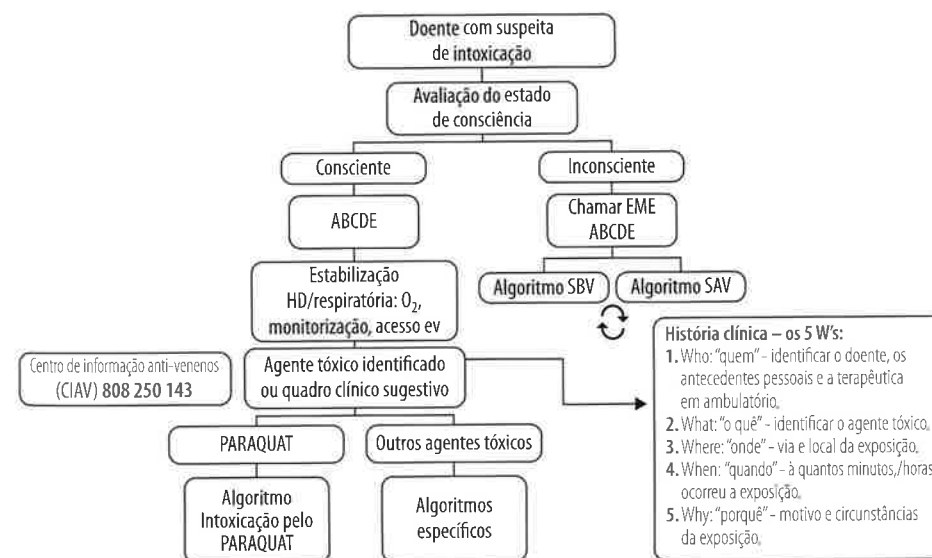 Doente com suspeita
de intoxicação
Avaliação do estado
de consciência
Consciente
Inconsciente
ABCDE
Chamar EME
ABCDE
Estabilização
HD/respiratória: O₂,
monitorização, acesso ev
Algoritmo SBV
Algoritmo SAV
Centro de informação anti-venenos
(CIAV) 808 250 143
Agente tóxico identificado
ou quadro clínico sugestivo
PARAQUAT
Outros agentes tóxicos
Algoritmo
Intoxicação pelo
PARAQUAT
Algoritmos
específicos
História clínica – os 5 W's:
1. Who: "quem" – identificar o doente, os
antecedentes pessoais e a terapêutica
em ambulatório.
2. What: "o quê" – identificar o agente tóxico.
3. Where: "onde" – via e local da exposição.
4. When: "quando" – à quantos minutos,/horas
ocorreu a exposição.
5. Why: "porquê" – motivo e circunstâncias
da exposição.